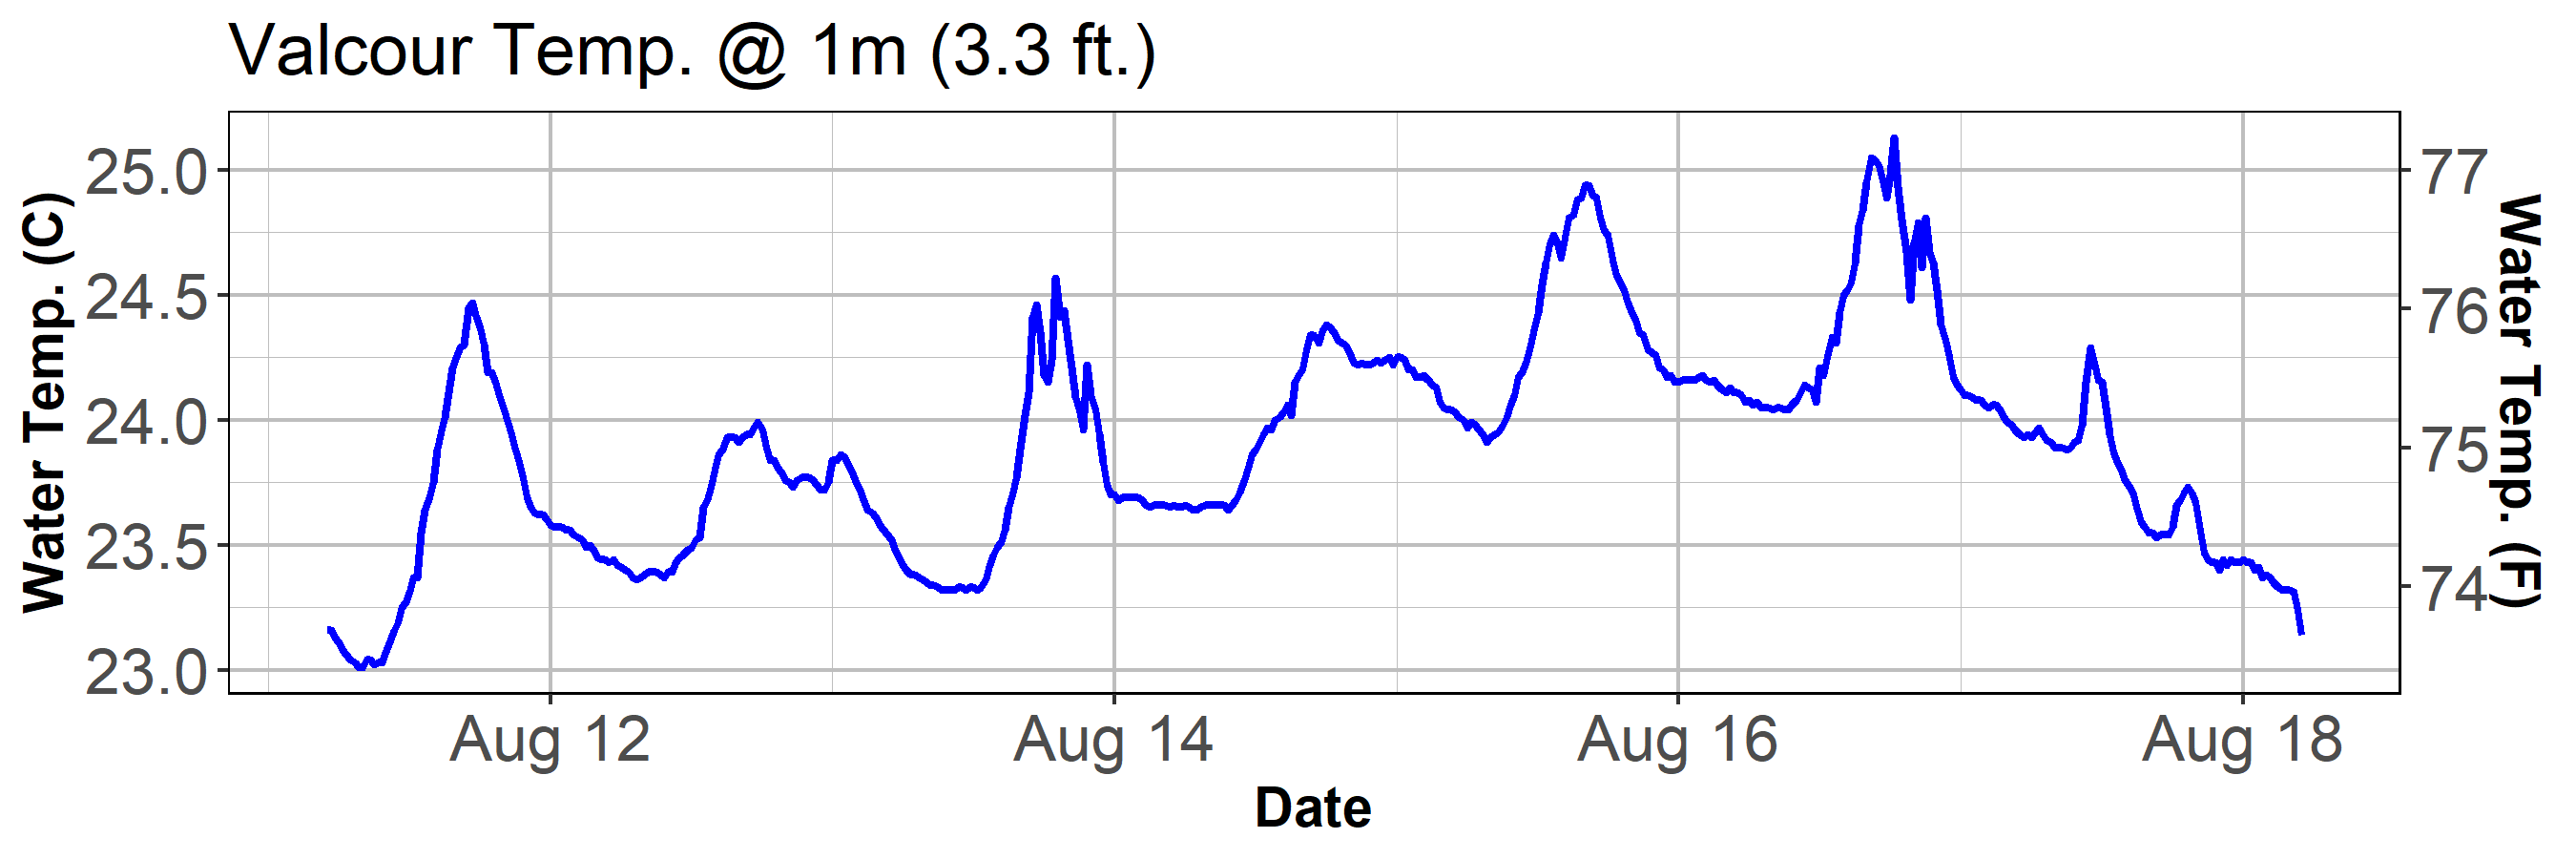 Valcour Temp. @ 1m (3.3 ft.)
Water Temp. (C)
25.0
24.5
24.0
23.5
23.0
77
76
75
74
Water Temp. (F)
Aug 12 Aug 14 Aug 16 Aug 18
Date